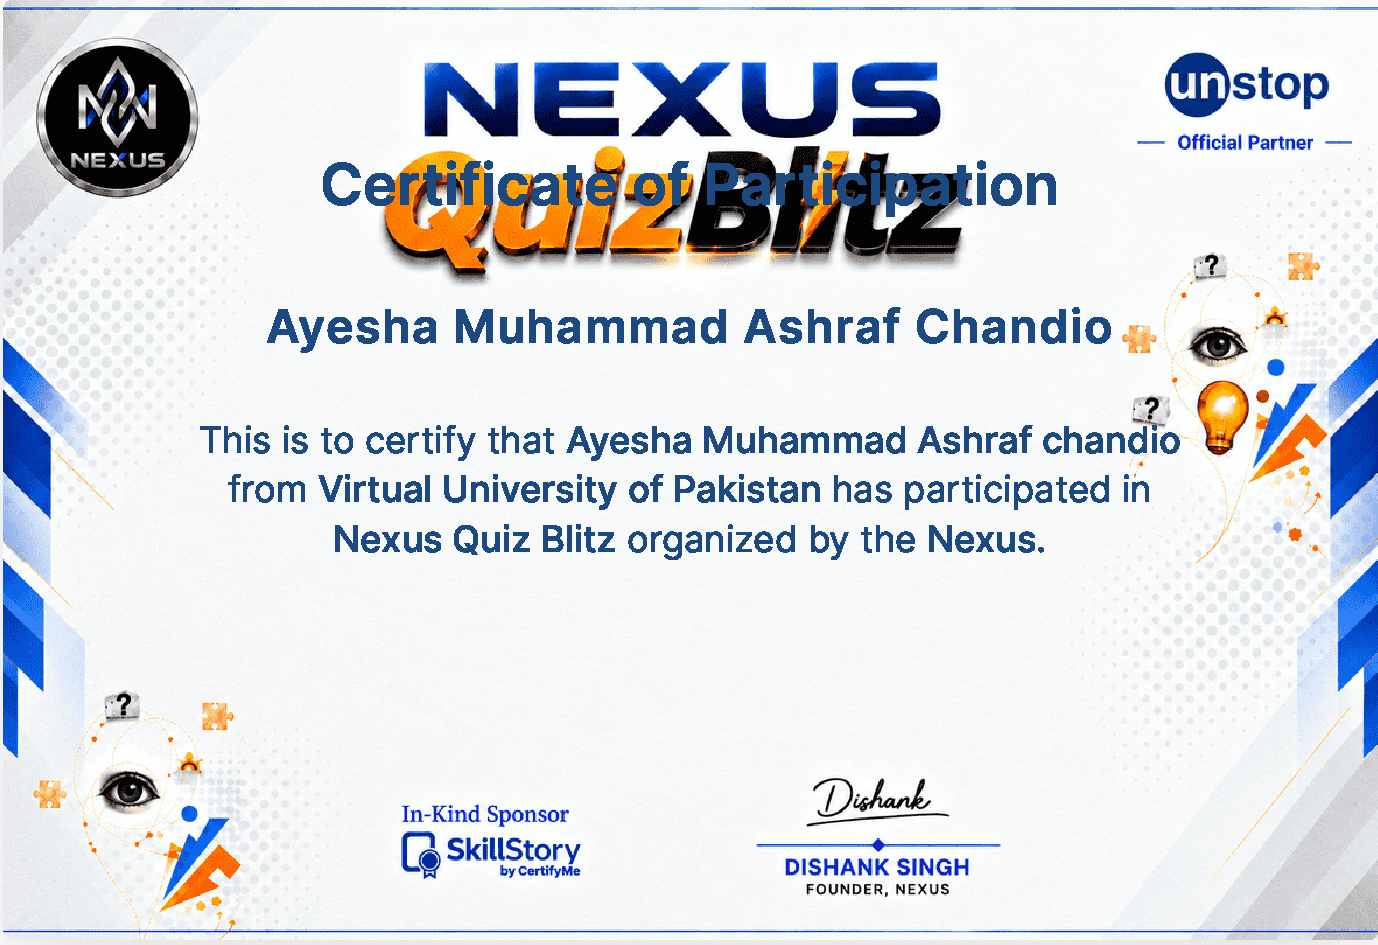 NEXUS
NEXUS
unstop
Official Partner
Certificate of Participation
QuizBlitz
Ayesha Muhammad Ashraf Chandio
?
?
This is to certify that Ayesha Muhammad Ashraf chandio
from Virtual University of Pakistan has participated in
Nexus Quiz Blitz organized by the Nexus.
?
In-Kind Sponsor
SkillStory
by CertifyMe
Dishank
DISHANK SINGH
FOUNDER, NEXUS